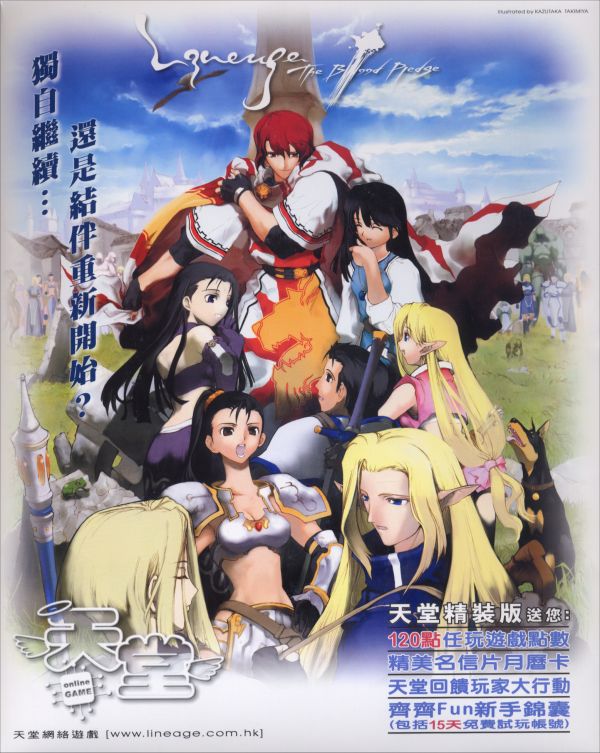 Illustrated by KAZUTAKA TAKIMIYA
Lineage
The Blood Pledge
獨自繼續…
還是結伴重新開始？
天堂精裝版送您:
120點任玩遊戲點數
精美名信片月曆卡
天堂回饋玩家大行動
齊齊Fun新手錦囊
(包括15天免費試玩帳號)
天堂
online
GAME
天堂網絡遊戲 [www.lineage.com.hk]